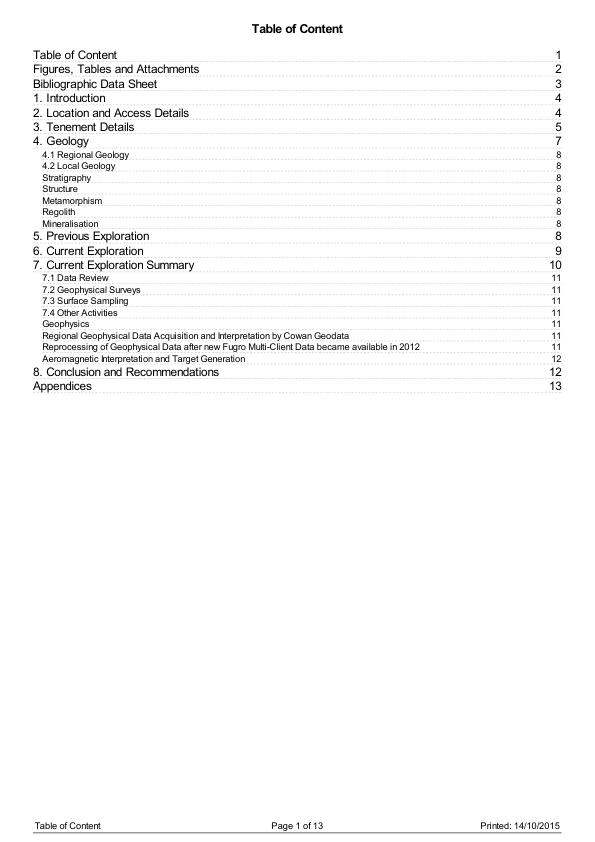 Table of Content
Table of Content 1
Figures, Tables and Attachments 2
Bibliographic Data Sheet 3
1. Introduction 4
2. Location and Access Details 4
3. Tenement Details 5
4. Geology 7
4.1 Regional Geology 8
4.2 Local Geology 8
Stratigraphy 8
Structure 8
Metamorphism 8
Regolith 8
Mineralisation 8
5. Previous Exploration 8
6. Current Exploration 9
7. Current Exploration Summary 10
7.1 Data Review 11
7.2 Geophysical Surveys 11
7.3 Surface Sampling 11
7.4 Other Activities 11
Geophysics 11
Regional Geophysical Data Acquisition and Interpretation by Cowan Geodata 11
Reprocessing of Geophysical Data after new Fugro Multi-Client Data became available in 2012 11
Aeromagnetic Interpretation and Target Generation 12
8. Conclusion and Recommendations 12
Appendices 13
Table of Content Page 1 of 13 Printed: 14/10/2015